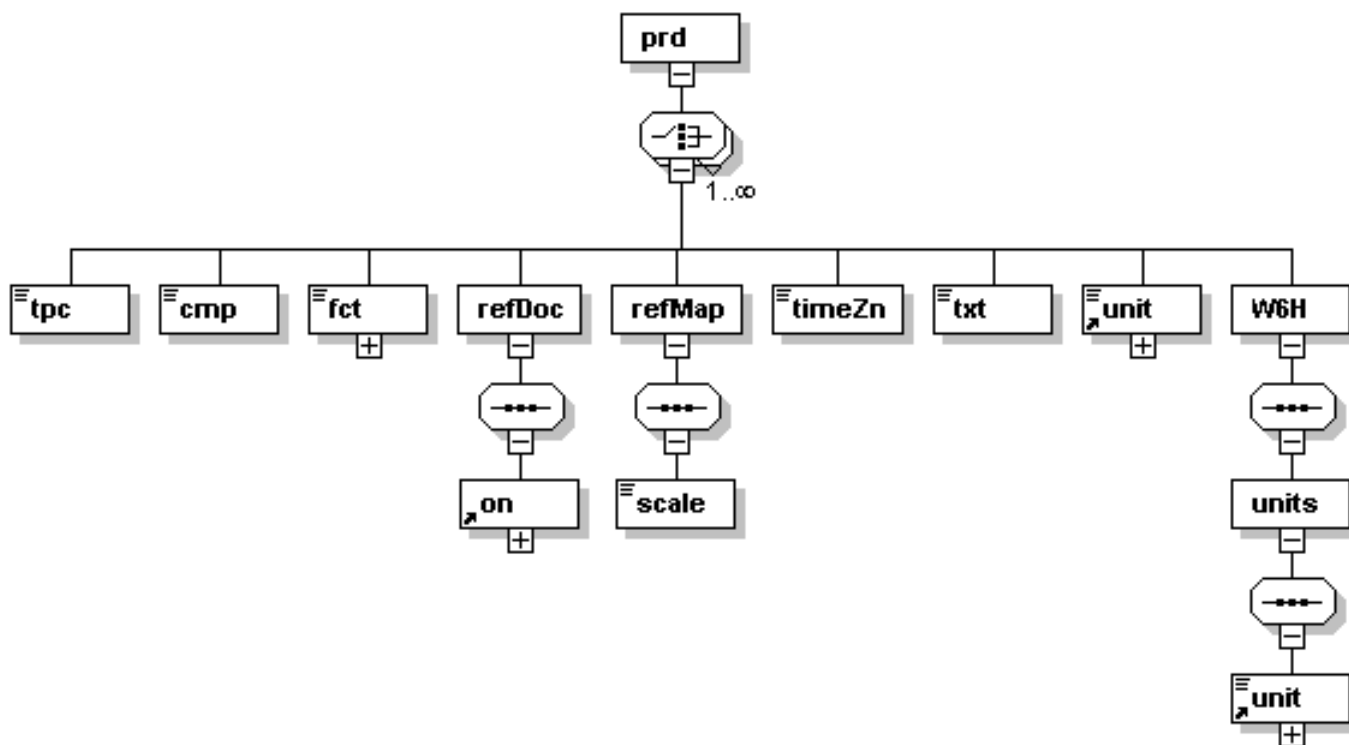 prd
1..∞
tpc cmp fct refDoc refMap timeZn txt unit W6H
on scale units
unit